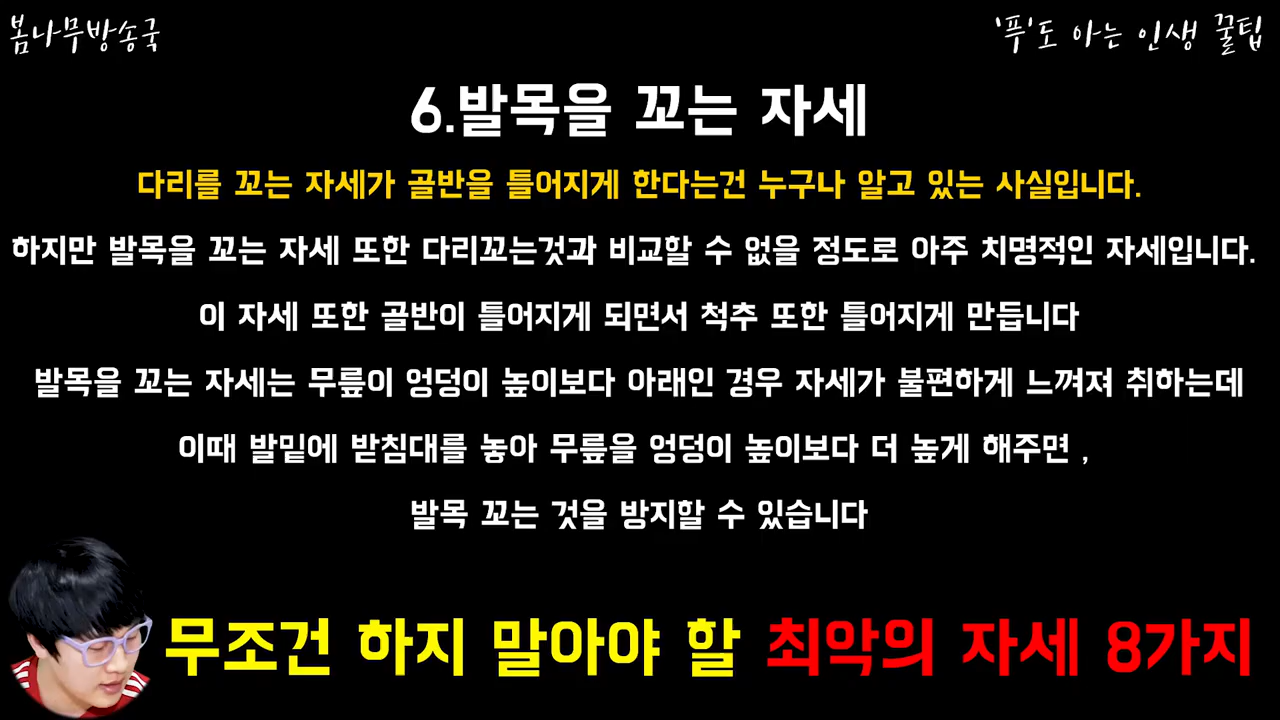 봄나무방송국
'푸'도 아는 인생 꿀팁
6.발목을 꼬는 자세
다리를 꼬는 자세가 골반을 틀어지게 한다는건 누구나 알고 있는 사실입니다.
하지만 발목을 꼬는 자세 또한 다리꼬는것과 비교할 수 없을 정도로 아주 치명적인 자세입니다.
이 자세 또한 골반이 틀어지게 되면서 척추 또한 틀어지게 만듭니다
발목을 꼬는 자세는 무릎이 엉덩이 높이보다 아래인 경우 자세가 불편하게 느껴져 취하는데
이때 발밑에 받침대를 놓아 무릎을 엉덩이 높이보다 더 높게 해주면 ,
발목 꼬는 것을 방지할 수 있습니다
무조건 하지 말아야 할 최악의 자세 8가지